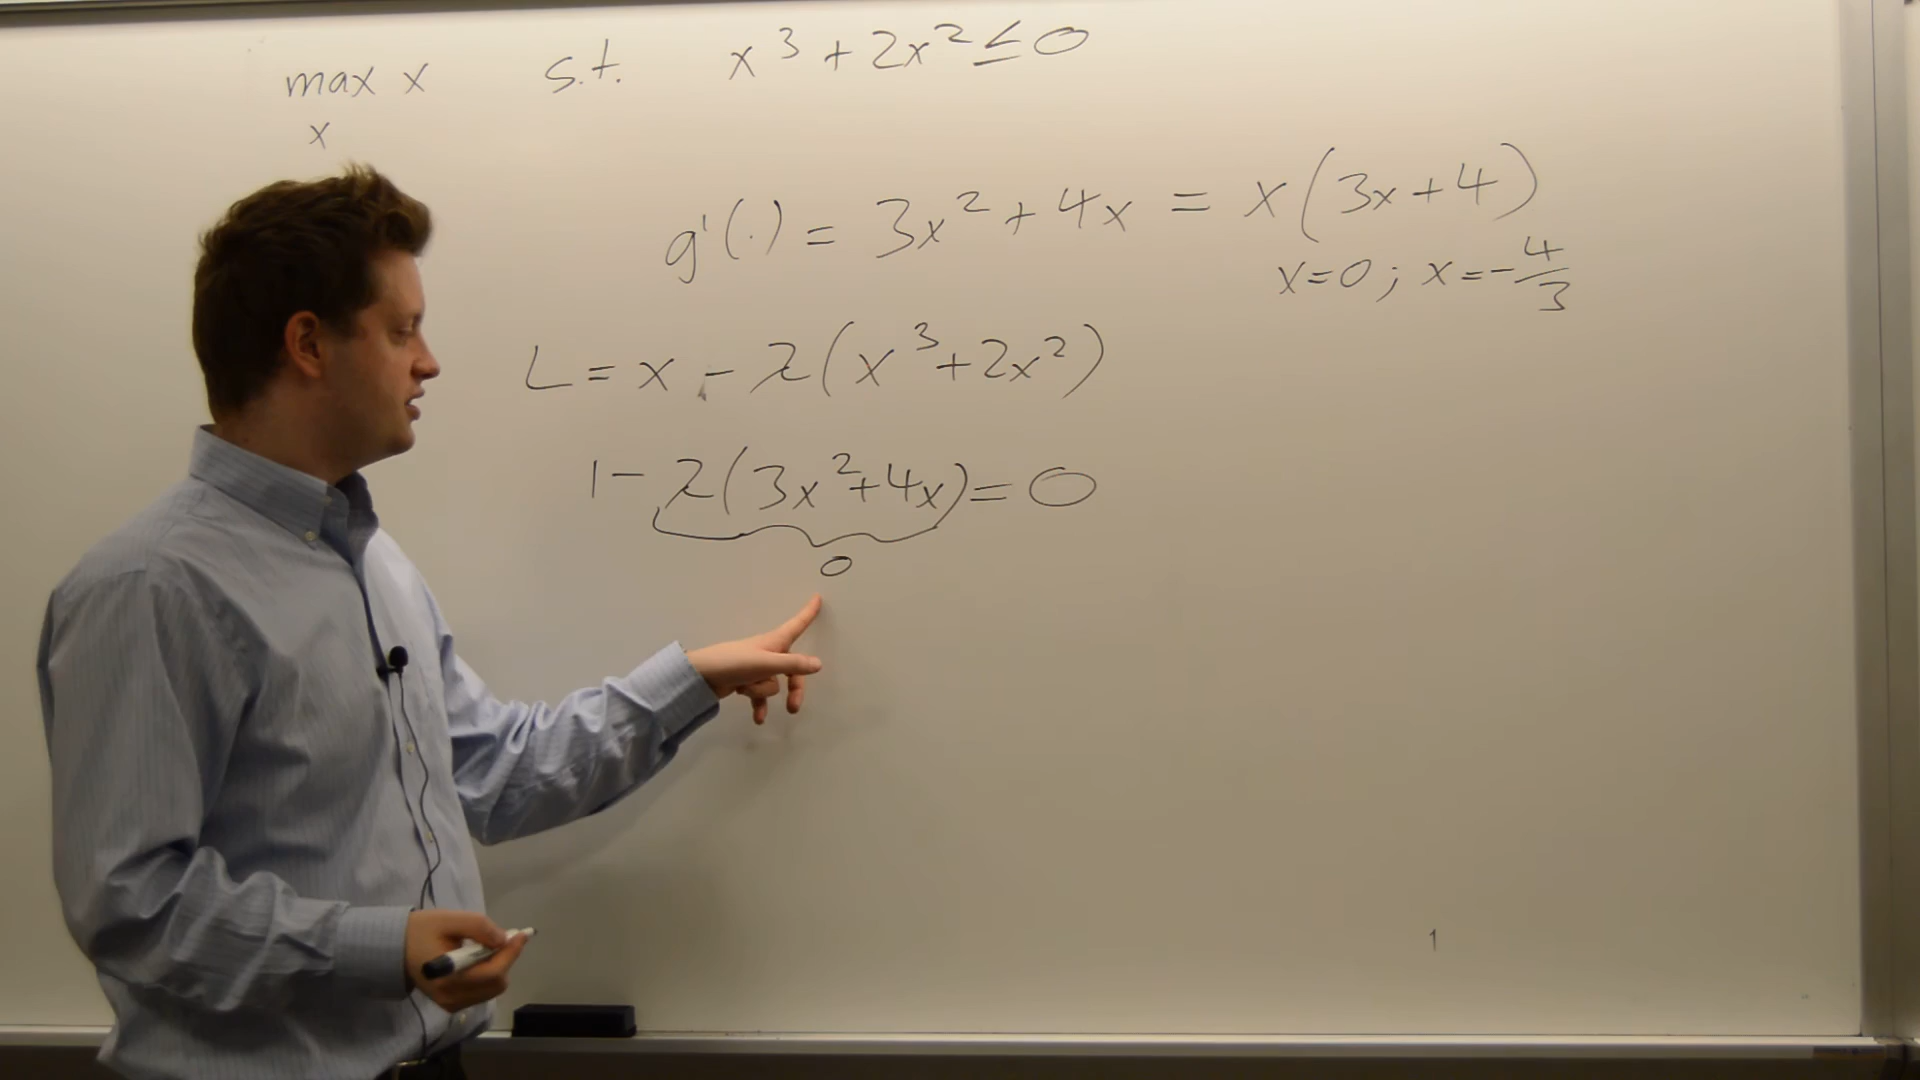 max x s.t. x³ + 2x² ≤ 0
x
g'(·) = 3x² + 4x = x(3x + 4)
x=0; x=-4/3
L = x - λ(x³ + 2x²)
1 - λ(3x² + 4x) = 0
0
1